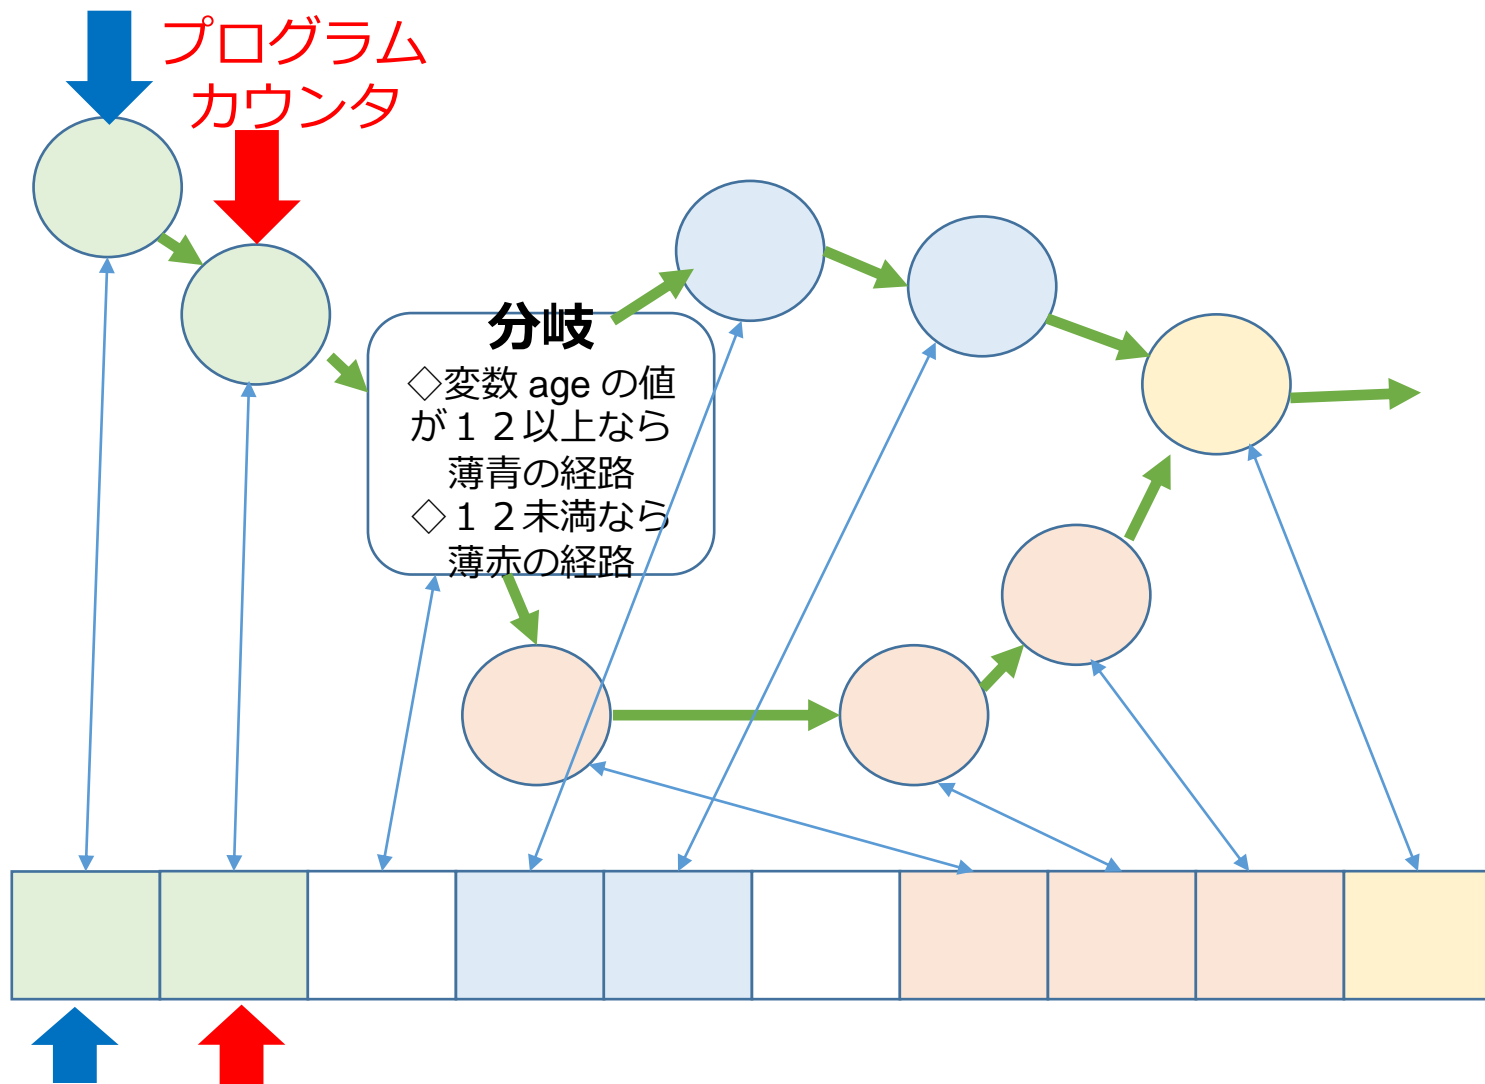 プログラム
カウンタ
分岐
◇変数 age の値
が１２以上なら
薄青の経路
◇１２未満なら
薄赤の経路